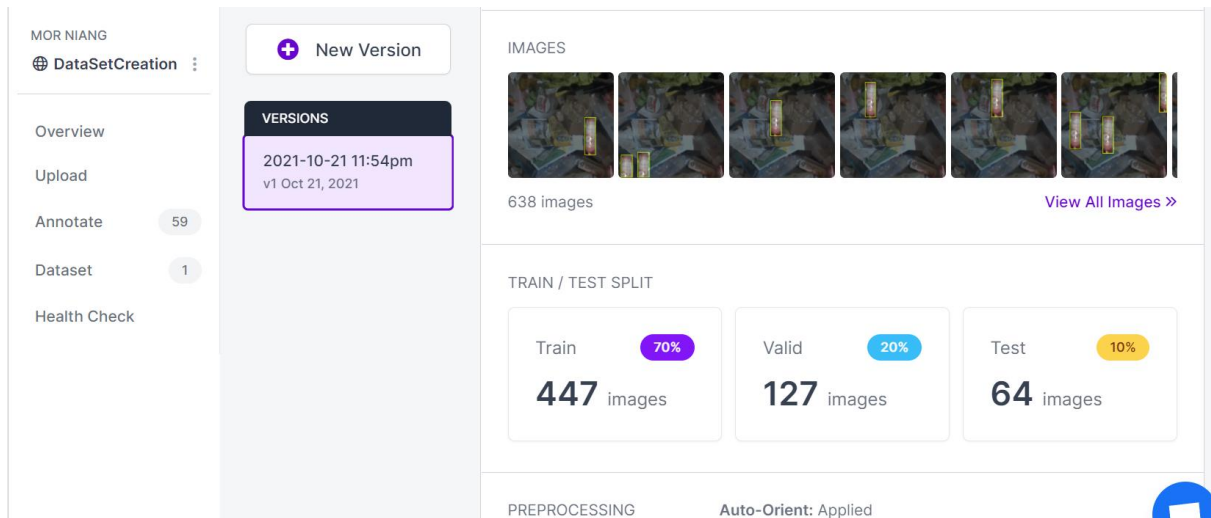 MOR NIANG
DataSetCreation
Overview
Upload
Annotate 59
Dataset 1
Health Check
New Version
VERSIONS
2021-10-21 11:54pm
v1 Oct 21, 2021
IMAGES
638 images View All Images »
TRAIN / TEST SPLIT
Train 70%
447 images
Valid 20%
127 images
Test 10%
64 images
PREPROCESSING Auto-Orient: Applied